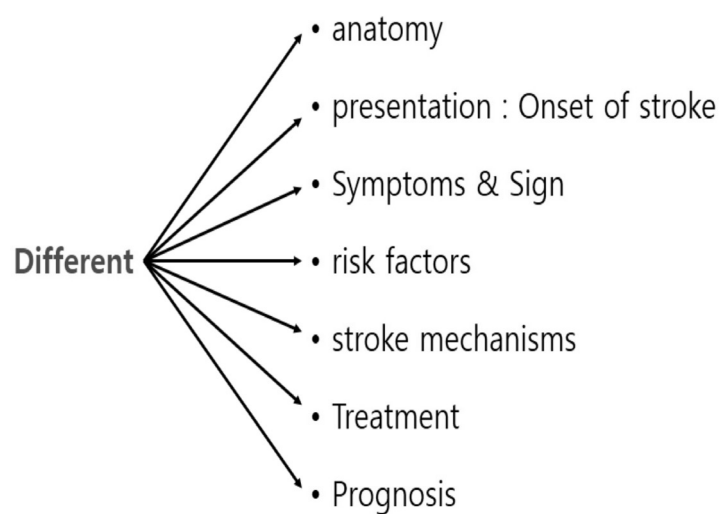 • anatomy
• presentation : Onset of stroke
• Symptoms & Sign
Different
• risk factors
• stroke mechanisms
• Treatment
• Prognosis